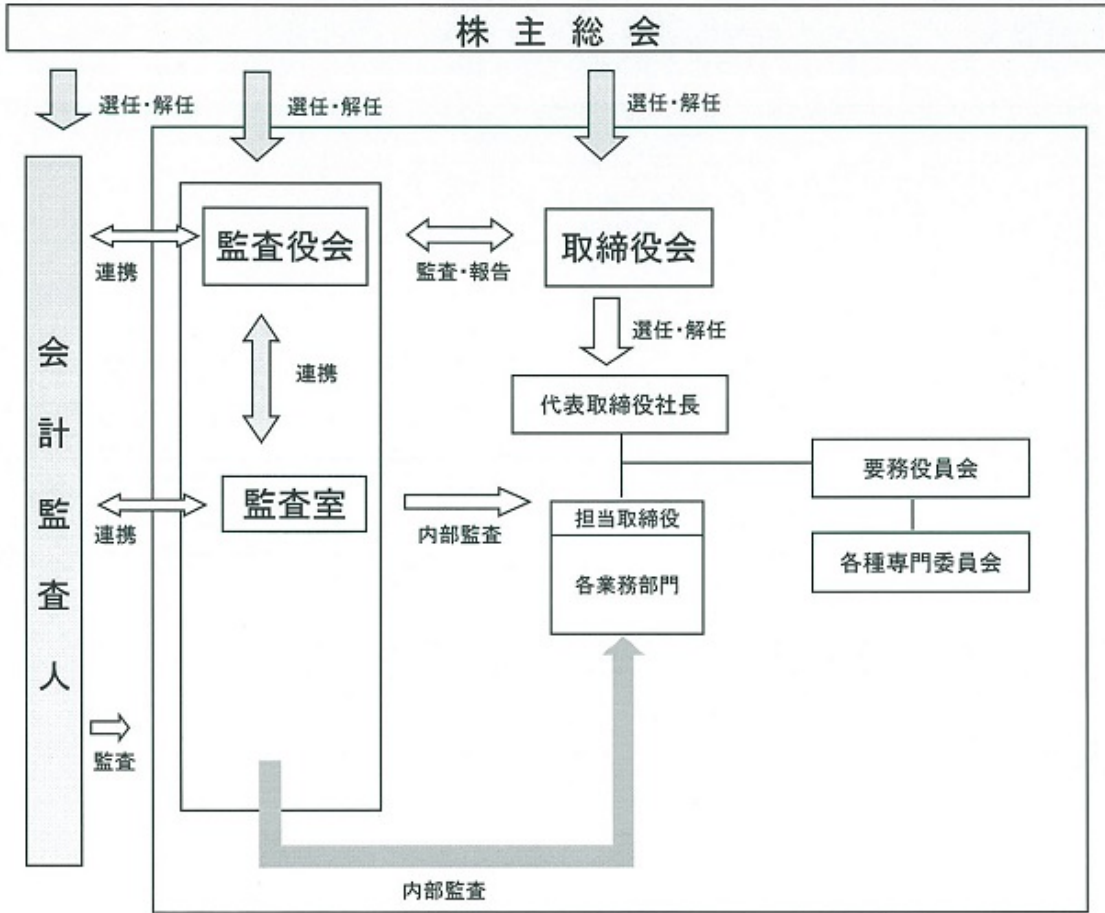 株主総会
選任・解任
選任・解任
選任・解任
監査役会
取締役会
連携
監査・報告
選任・解任
会計監査人
連携
代表取締役社長
要務役員会
監査室
連携
内部監査
担当取締役
各種専門委員会
各業務部門
監査
内部監査